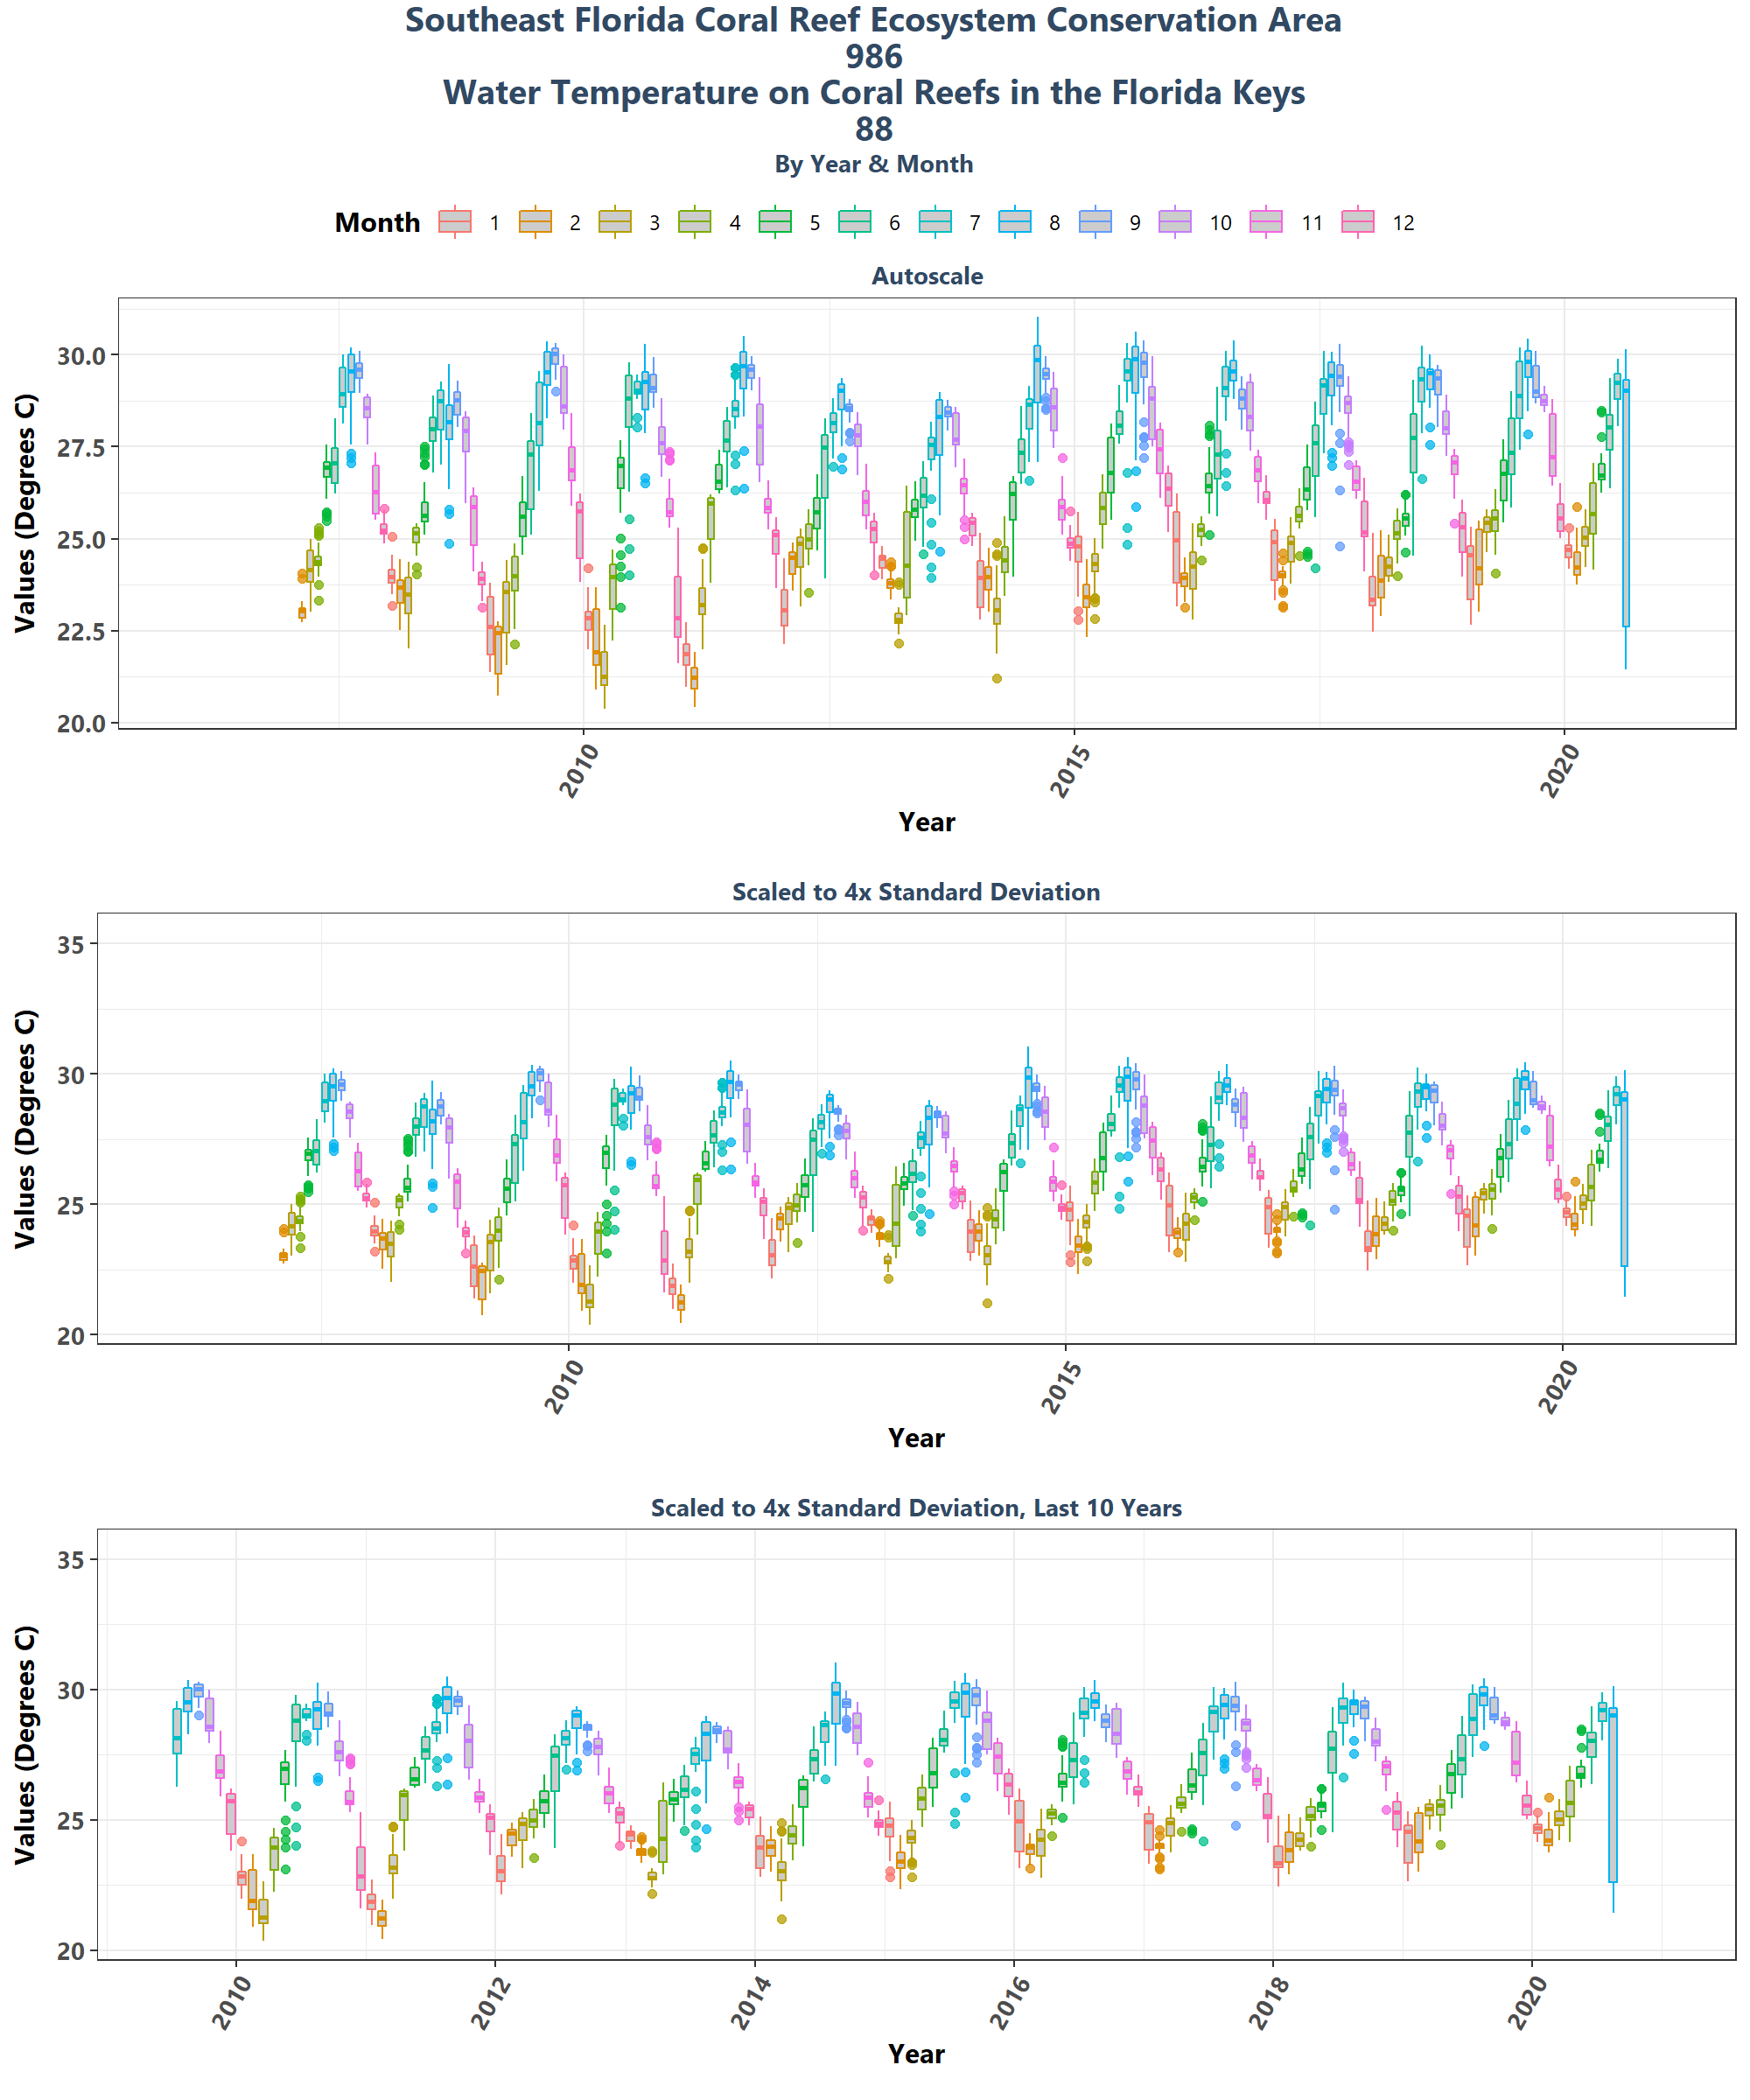 Southeast Florida Coral Reef Ecosystem Conservation Area
986
Water Temperature on Coral Reefs in the Florida Keys
88
By Year & Month
Month 1 2 3 4 5 6 7 8 9 10 11 12
Autoscale
Values (Degrees C)
30.0
27.5
25.0
22.5
20.0
2010 2015 2020
Year
Scaled to 4x Standard Deviation
Values (Degrees C)
35
30
25
20
2010 2015 2020
Year
Scaled to 4x Standard Deviation, Last 10 Years
Values (Degrees C)
35
30
25
20
2010 2012 2014 2016 2018 2020
Year